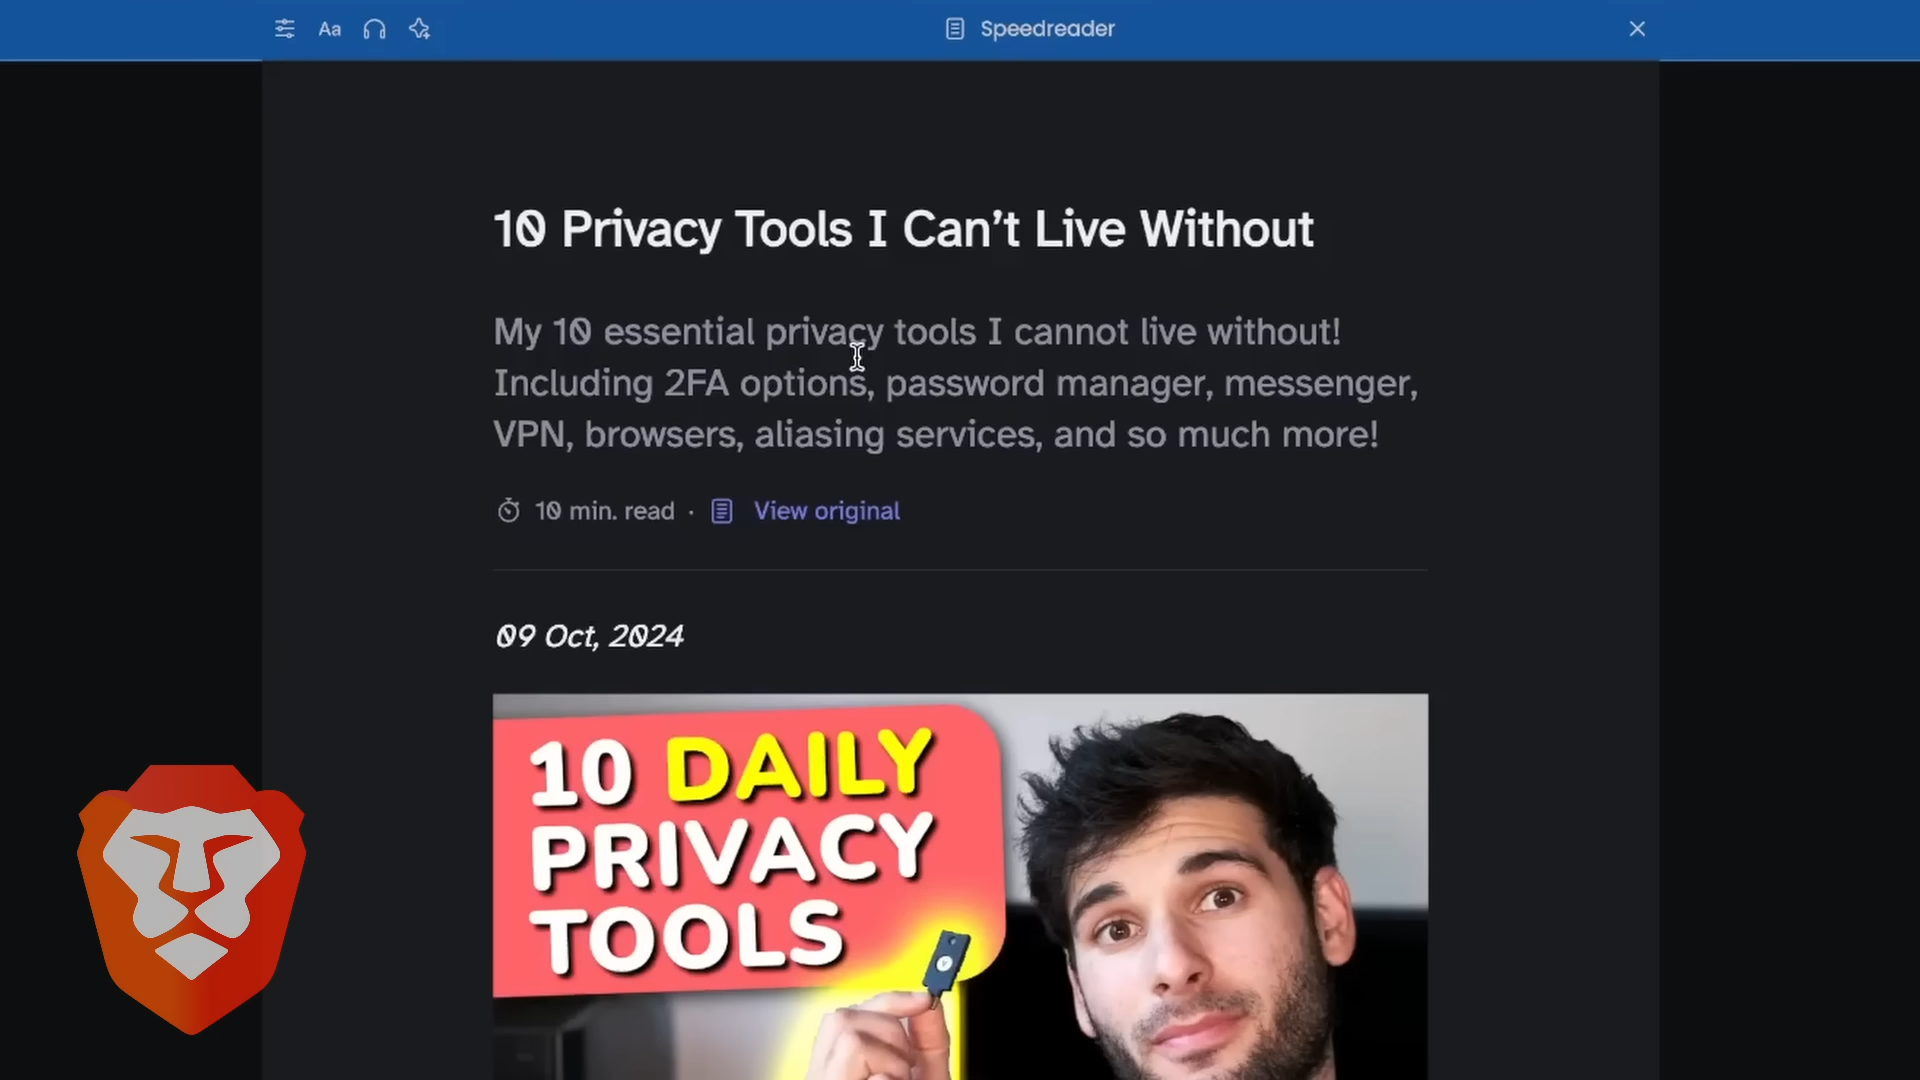 Aa
Speedreader
10 Privacy Tools I Can’t Live Without
My 10 essential privacy tools I cannot live without!
Including 2FA options, password manager, messenger,
VPN, browsers, aliasing services, and so much more!
10 min. read · View original
09 Oct, 2024
10 DAILY
PRIVACY
TOOLS